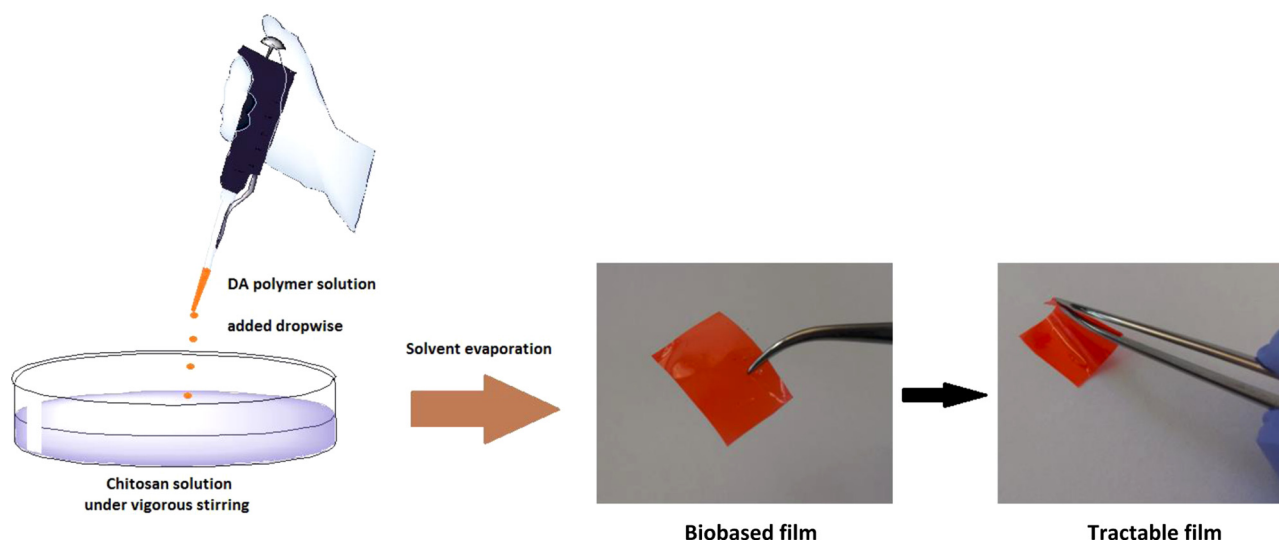 DA polymer solution
added dropwise
Solvent evaporation
Chitosan solution
under vigorous stirring
Biobased film
Tractable film